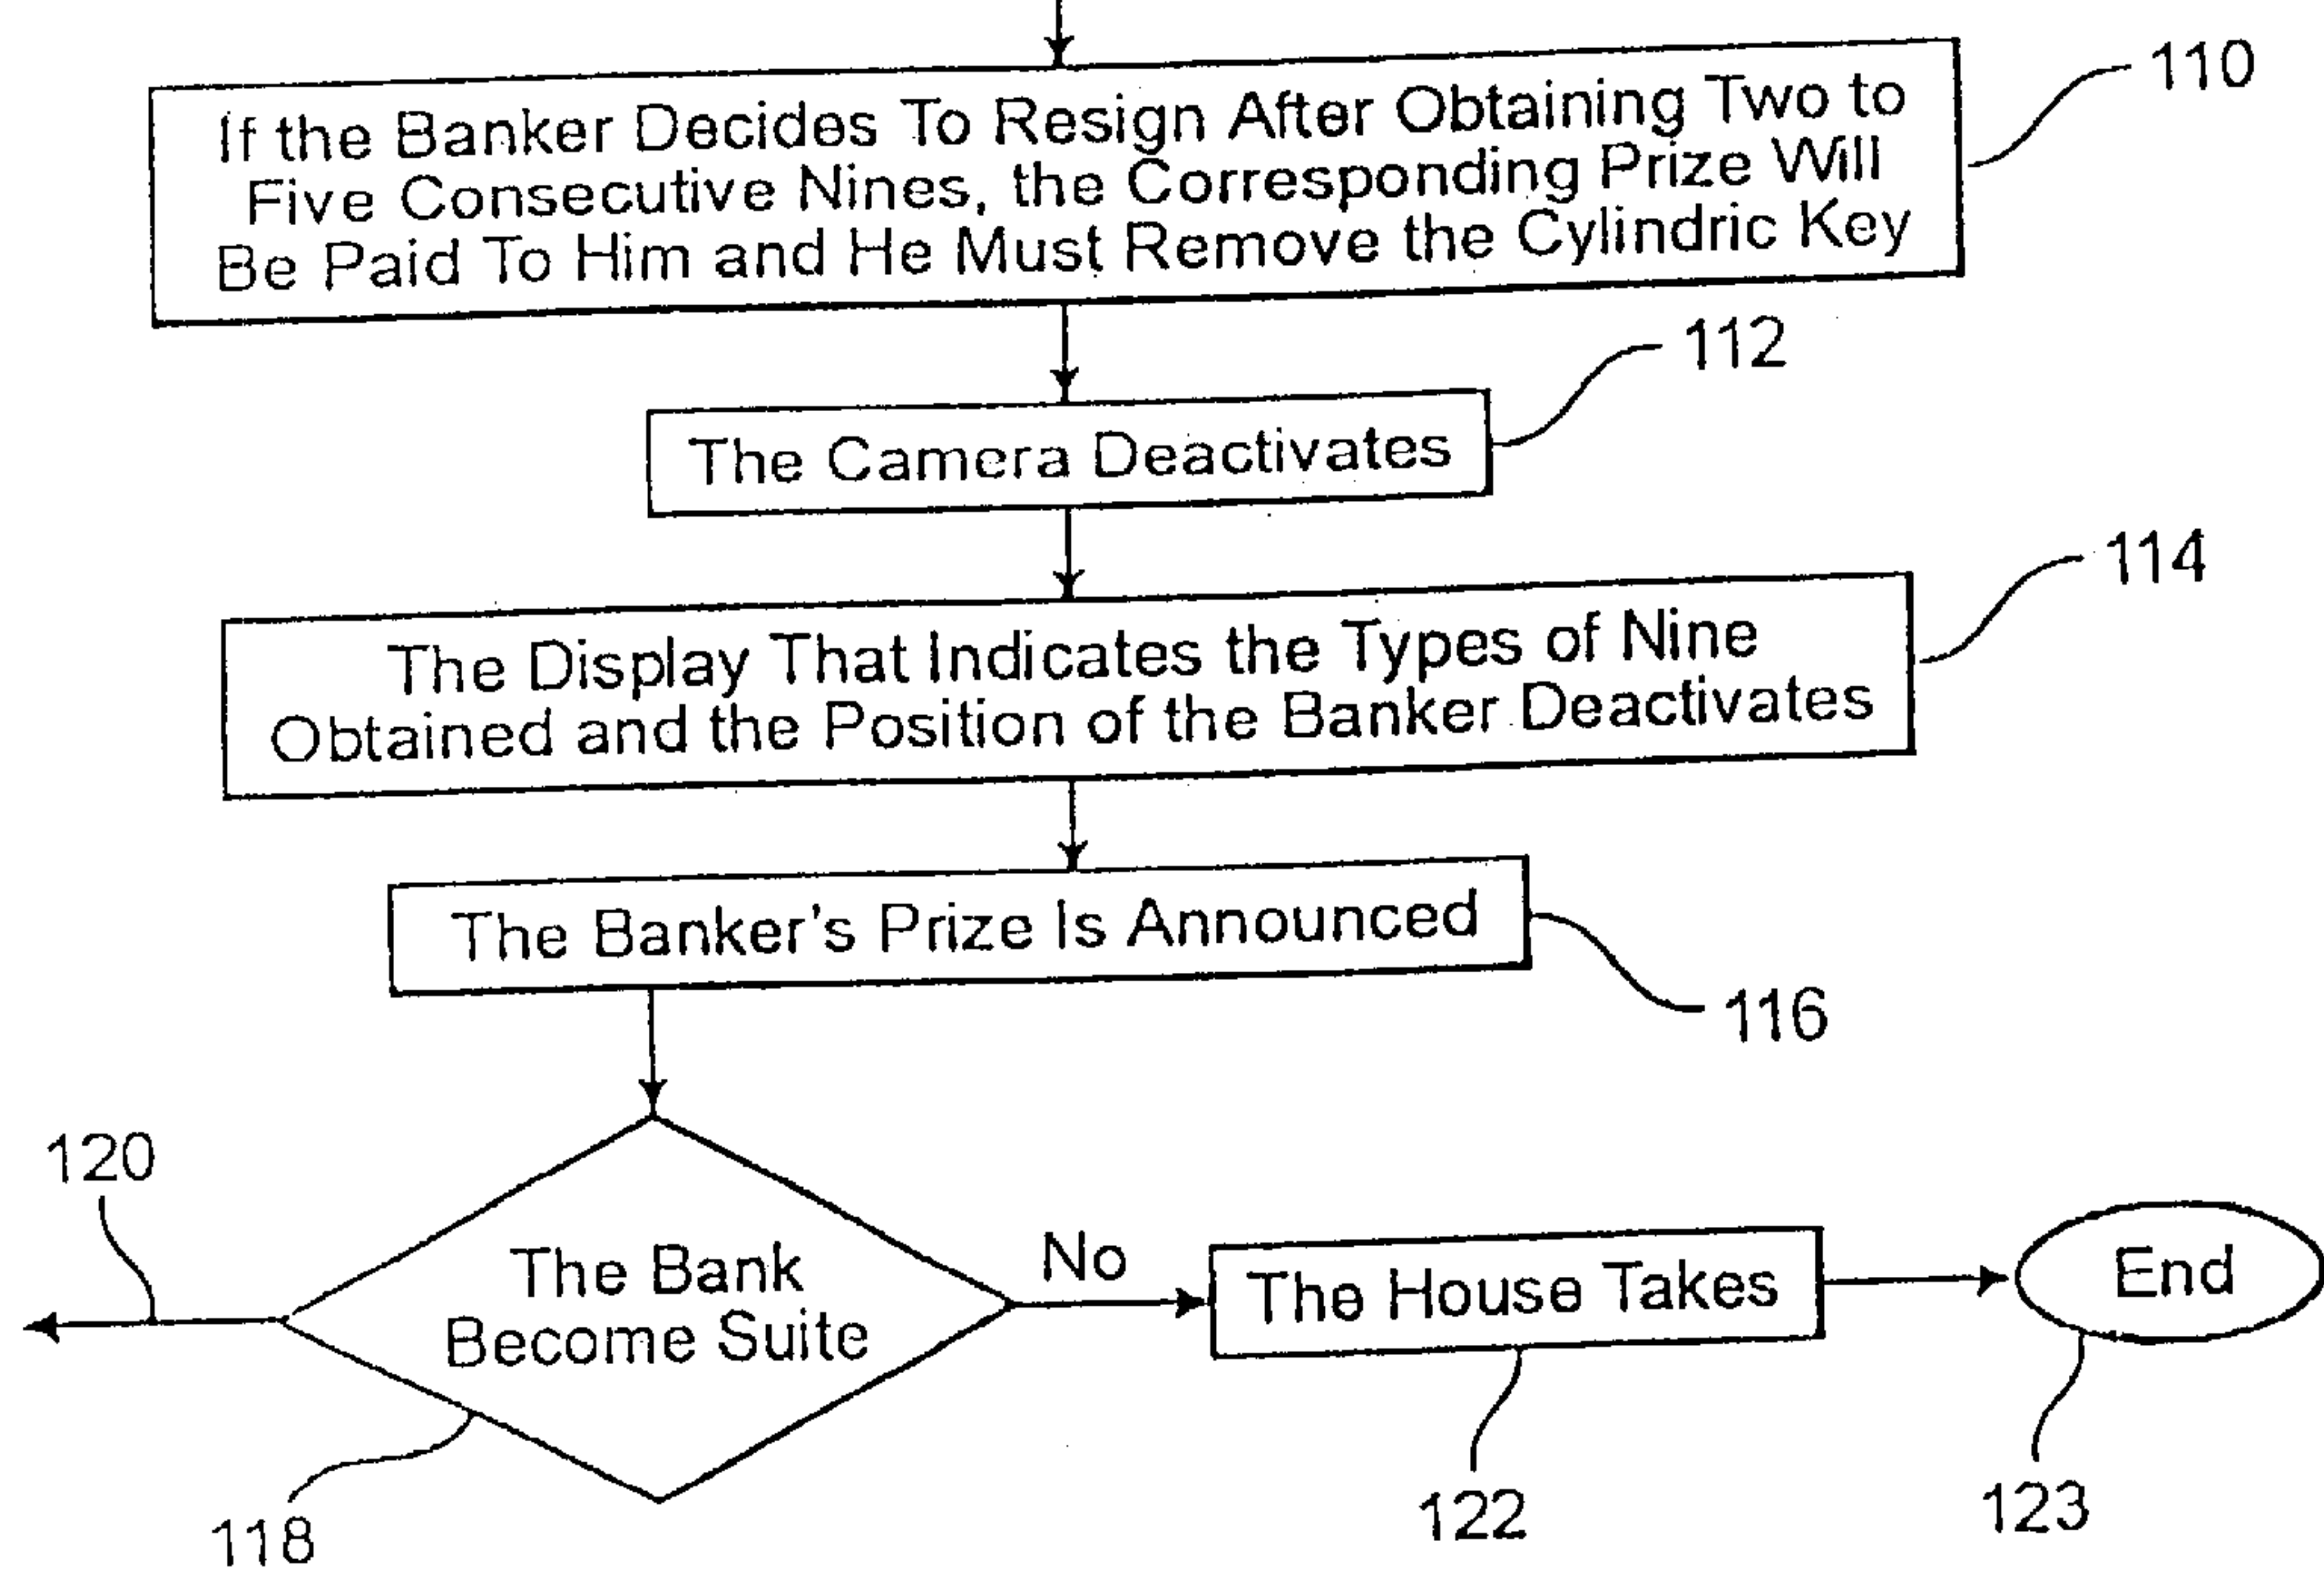 If the Banker Decides To Resign After Obtaining Two to
Five Consecutive Nines, the Corresponding Prize Will
Be Paid To Him and He Must Remove the Cylindric Key
110
The Camera Deactivates
112
The Display That Indicates the Types of Nine
Obtained and the Position of the Banker Deactivates
114
The Banker's Prize Is Announced
116
120
The Bank
Become Suite
118
No
The House Takes
122
End
123